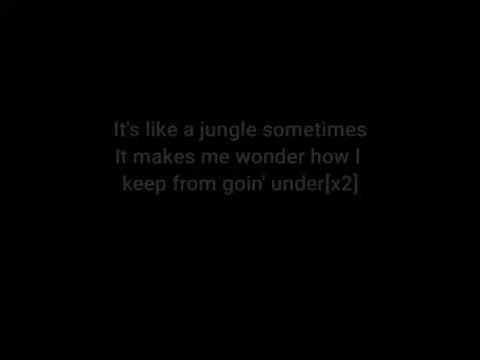 It's like a jungle sometimes
It makes me wonder how I
keep from goin' under[x2]